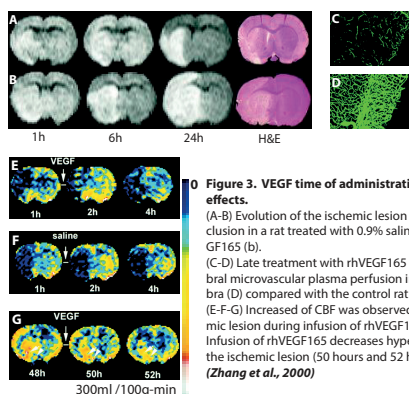 A
B
1h
6h
24h
H&E
C
D
E
VEGF
1h
2h
4h
F
saline
1h
2h
4h
G
VEGF
48h
50h
52h
300ml /100g-min
0
Figure 3. VEGF time of administrati
effects.
(A-B) Evolution of the ischemic lesion
clusion in a rat treated with 0.9% salin
GF165 (b).
(C-D) Late treatment with rhVEGF165
bral microvascular plasma perfusion i
bra (D) compared with the control rat
(E-F-G) Increased of CBF was observed
mic lesion during infusion of rhVEGF1
Infusion of rhVEGF165 decreases hype
the ischemic lesion (50 hours and 52 h
(Zhang et al., 2000)